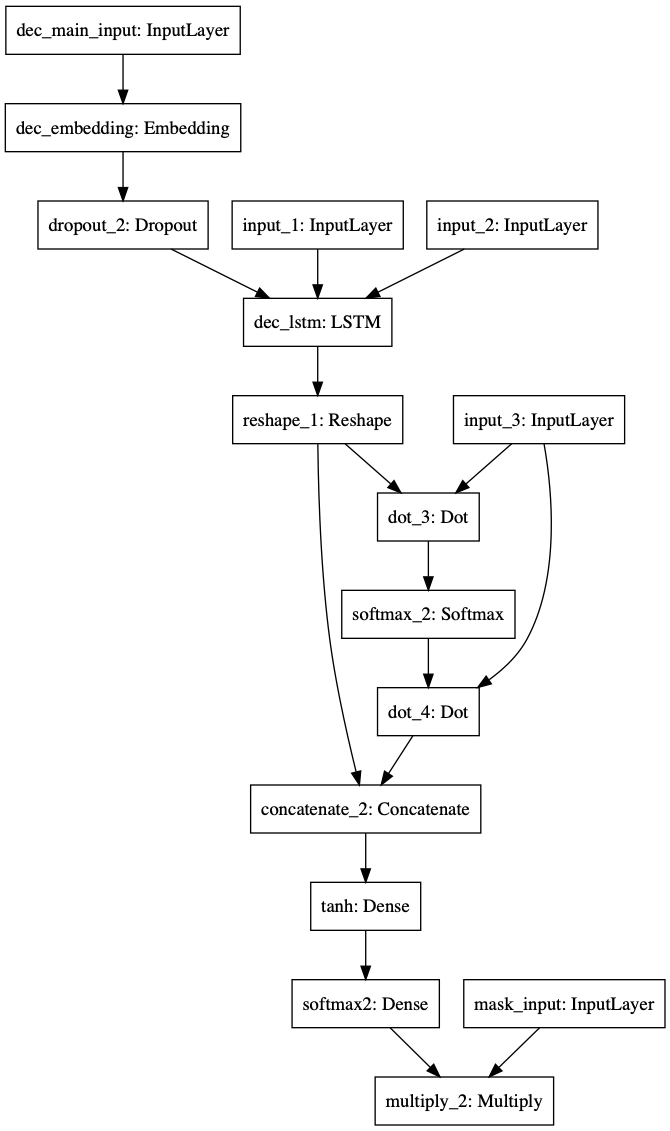 dec_main_input: InputLayer
dec_embedding: Embedding
dropout_2: Dropout
input_1: InputLayer
input_2: InputLayer
dec_lstm: LSTM
reshape_1: Reshape
input_3: InputLayer
dot_3: Dot
softmax_2: Softmax
dot_4: Dot
concatenate_2: Concatenate
tanh: Dense
softmax2: Dense
mask_input: InputLayer
multiply_2: Multiply